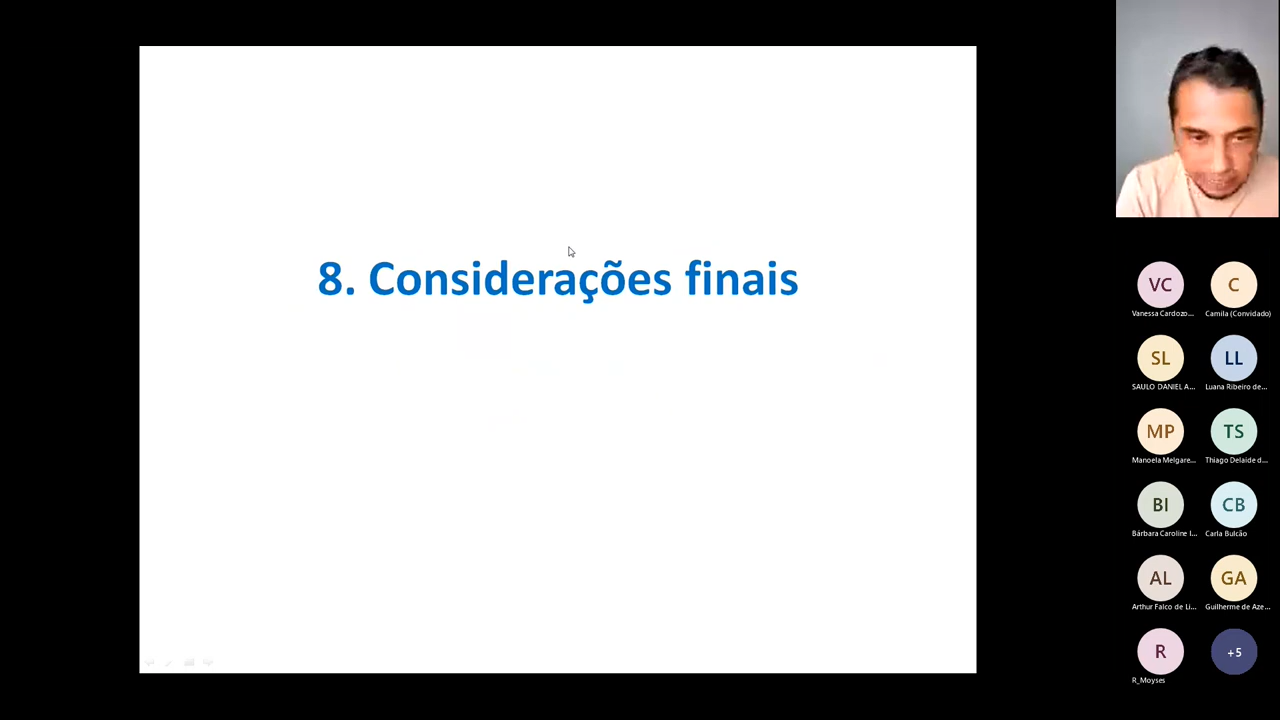 8. Considerações finais
VC
C
Vanessa Cardozo...
Camila (Convidado)
SL
LL
SAULO DANIEL A...
Luana Ribeiro de...
MP
TS
Manoela Melgare...
Thiago Delaide d...
BI
CB
Bárbara Caroline I...
Carla Bulcão
AL
GA
Arthur Falco de Li...
Guilherme de Aze...
R
+5
R_Moyses